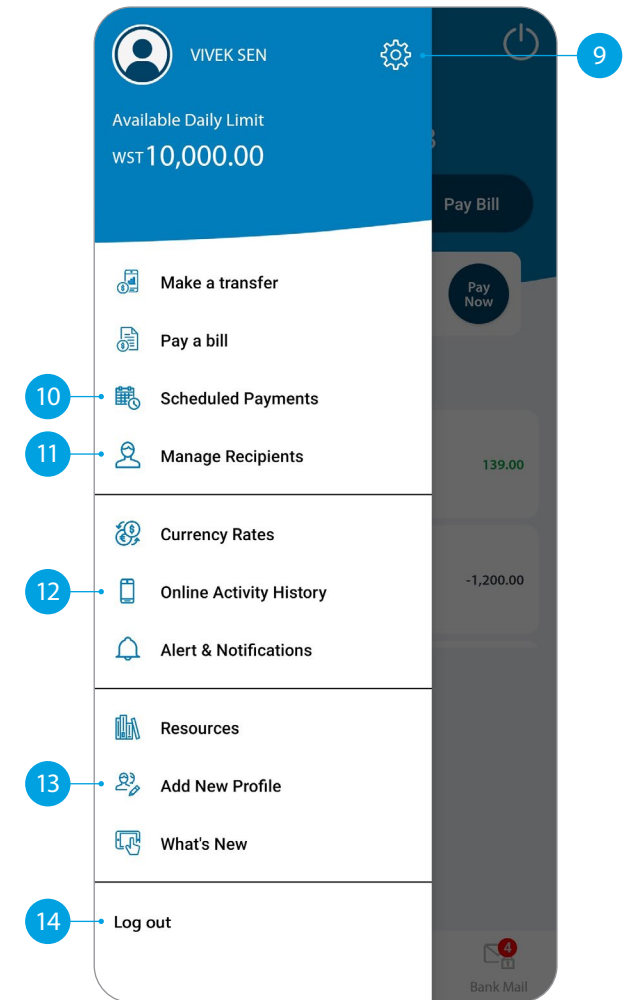 VIVEK SEN
9
Available Daily Limit
WST10,000.00
Pay Bill
Make a transfer
Pay
Now
Pay a bill
10
Scheduled Payments
11
Manage Recipients
139.00
Currency Rates
12
Online Activity History
-1,200.00
Alert & Notifications
Resources
13
Add New Profile
What's New
14
Log out
4
Bank Mail